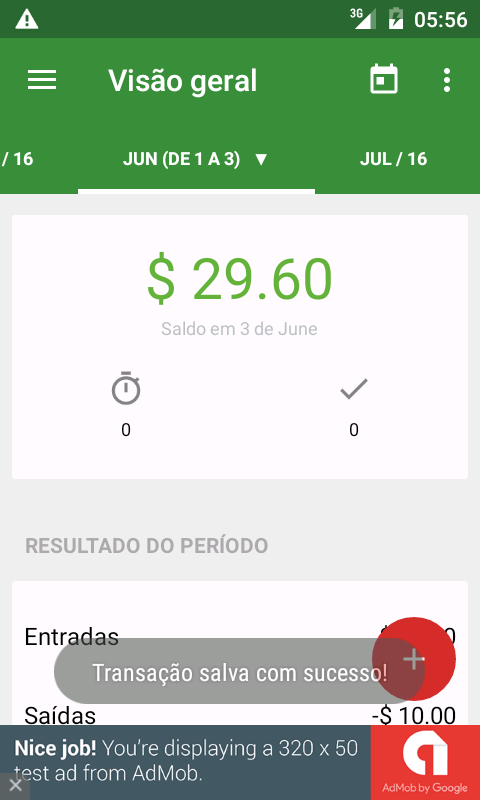 3G 05:56
Visão geral
/ 16 JUN (DE 1 A 3) ▼ JUL / 16
$ 29.60
Saldo em 3 de June
0 0
RESULTADO DO PERÍODO
Entradas
Transação salva com sucesso!
Saídas -$ 10.00
Nice job! You're displaying a 320 x 50
test ad from AdMob.
AdMob by Google